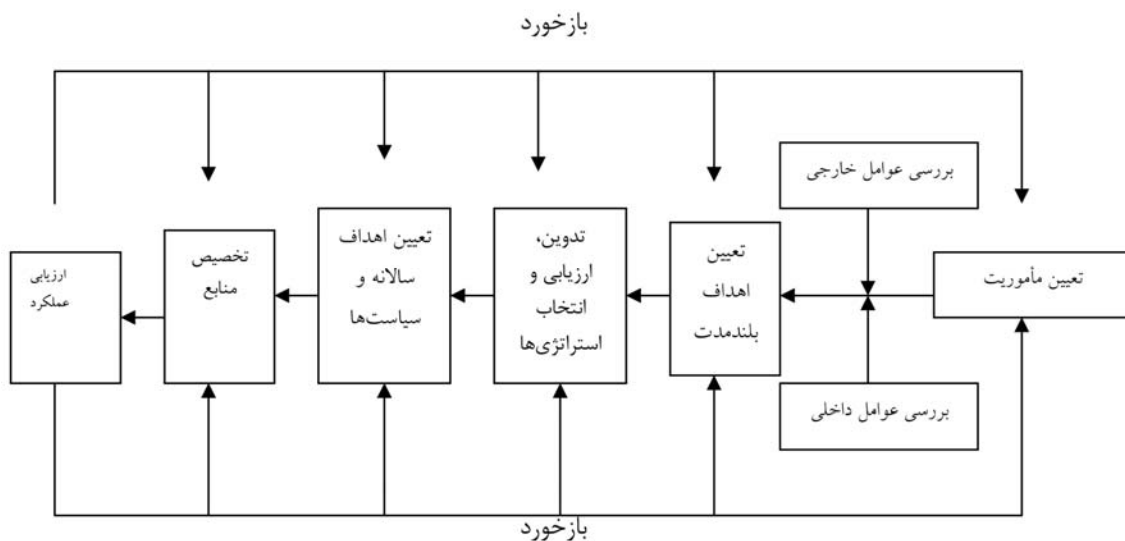 بازخورد
بررسی عوامل خارجی
تعیین مأموریت
تعیین
اهداف
بلندمدت
تدوین،
ارزیابی و
انتخاب
استراتژی‌ها
تعیین اهداف
سالانه و
سیاست‌ها
تخصیص
منابع
ارزیابی
عملکرد
بررسی عوامل داخلی
بازخورد